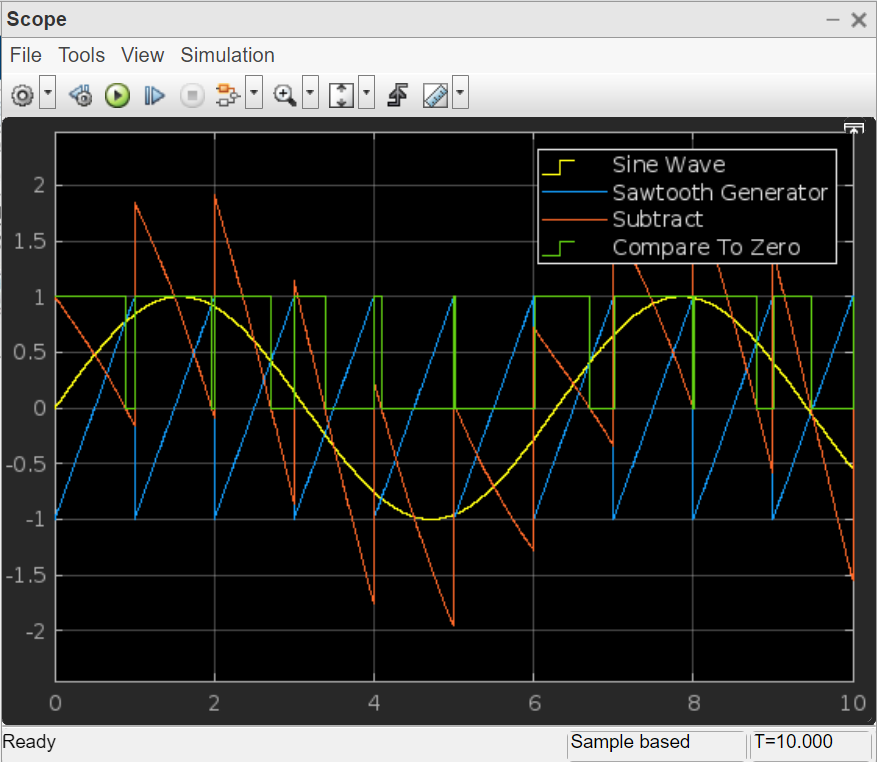 Scope
File Tools View Simulation
Sine Wave
Sawtooth Generator
Subtract
Compare To Zero
2
1.5
1
0.5
0
-0.5
-1
-1.5
-2
0 2 4 6 8 10
Ready Sample based T=10.000